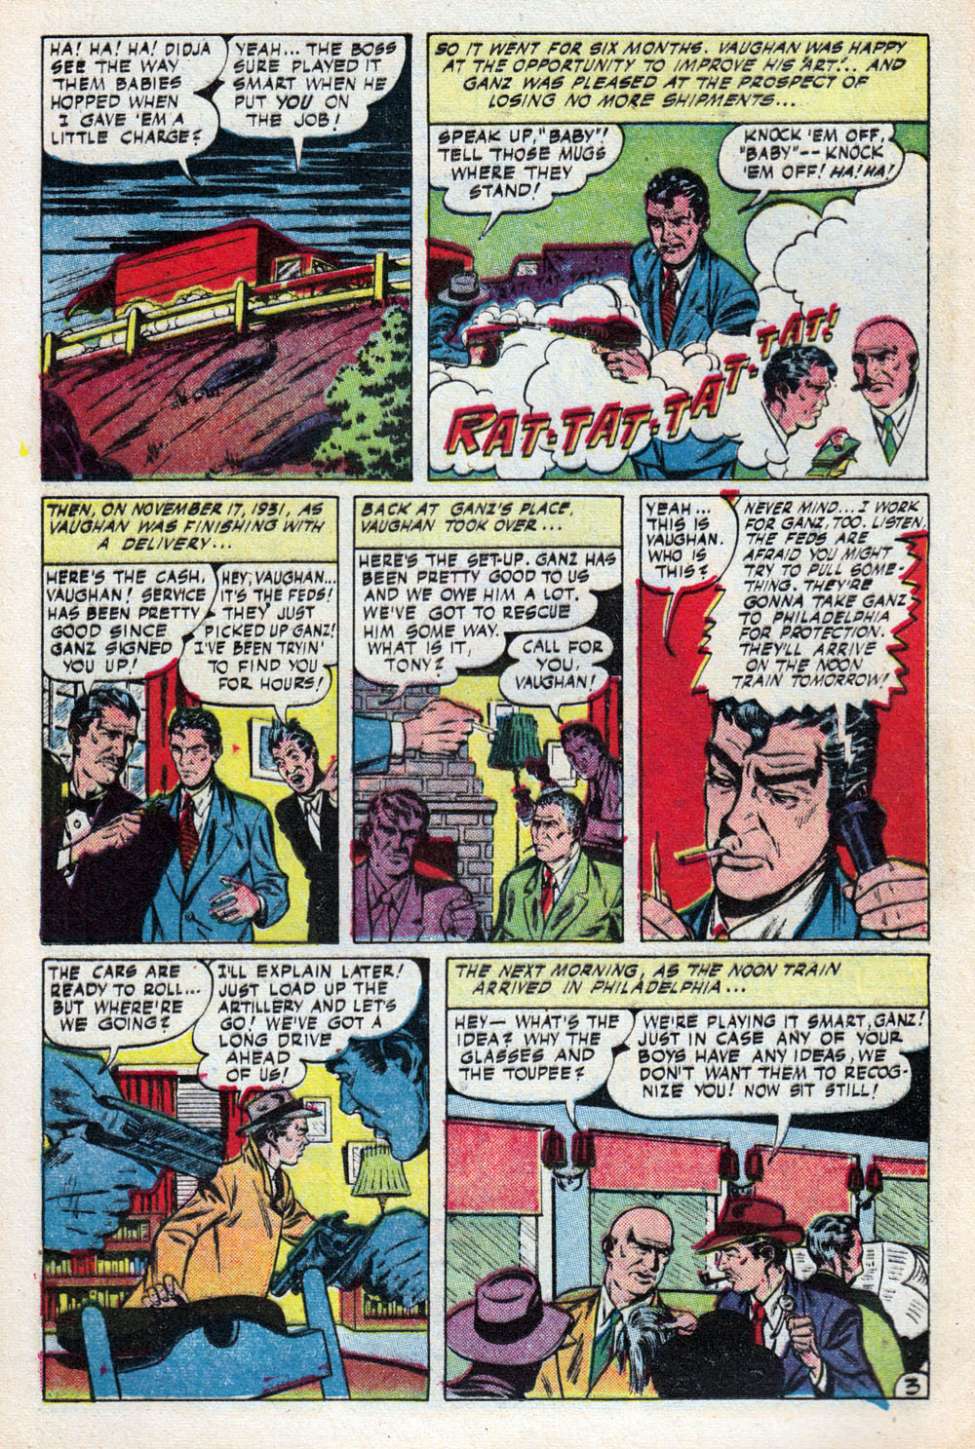 HA! HA! HA! DIDJA
SEE THE WAY
THEM BABIES
HOPPED WHEN
I GAVE 'EM A
LITTLE CHARGE?
YEAH... THE BOSS
SURE PLAYED IT
SMART WHEN HE
PUT YOU ON
THE JOB!
SO IT WENT FOR SIX MONTHS. VAUGHAN WAS HAPPY
AT THE OPPORTUNITY TO IMPROVE HIS 'ART'... AND
GANZ WAS PLEASED AT THE PROSPECT OF
LOSING NO MORE SHIPMENTS...
SPEAK UP, "BABY"!
TELL THOSE MUGS
WHERE THEY
STAND!
KNOCK 'EM OFF,
"BABY"-- KNOCK
'EM OFF! HA! HA!
RAT-TAT-TAT-TAT-TAT!
THEN, ON NOVEMBER 17, 1931, AS
VAUGHAN WAS FINISHING WITH
A DELIVERY...
HERE'S THE CASH,
VAUGHAN! SERVICE
HAS BEEN PRETTY
GOOD SINCE
GANZ SIGNED
YOU UP!
HEY, VAUGHAN...
IT'S THE FEDS!
THEY JUST
PICKED UP GANZ!
I'VE BEEN TRYIN'
TO FIND YOU
FOR HOURS!
BACK AT GANZ'S PLACE,
VAUGHAN TOOK OVER...
HERE'S THE SET-UP. GANZ HAS
BEEN PRETTY GOOD TO US
AND WE OWE HIM A LOT.
WE'VE GOT TO RESCUE
HIM SOME WAY.
WHAT IS IT,
TONY?
CALL FOR
YOU,
VAUGHAN!
YEAH...
THIS IS
VAUGHAN.
WHO IS
THIS?
NEVER MIND... I WORK
FOR GANZ, TOO. LISTEN,
THE FEDS ARE
AFRAID YOU MIGHT
TRY TO PULL SOME-
THING. THEY'RE
GONNA TAKE GANZ
TO PHILADELPHIA
FOR PROTECTION.
THEY'LL ARRIVE
ON THE NOON
TRAIN TOMORROW!
THE CARS ARE
READY TO ROLL...
BUT WHERE'RE
WE GOING?
I'LL EXPLAIN LATER!
JUST LOAD UP THE
ARTILLERY AND LET'S
GO! WE'VE GOT A
LONG DRIVE
AHEAD
OF US!
THE NEXT MORNING, AS THE NOON TRAIN
ARRIVED IN PHILADELPHIA...
HEY-- WHAT'S THE
IDEA? WHY THE
GLASSES AND
THE TOUPEE?
WE'RE PLAYING IT SMART, GANZ!
JUST IN CASE ANY OF YOUR
BOYS HAVE ANY IDEAS, WE
DON'T WANT THEM TO RECOG-
NIZE YOU! NOW SIT STILL!
3